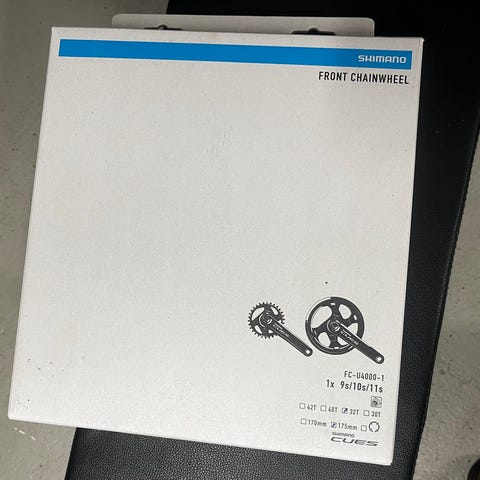 SHIMANO
FRONT CHAINWHEEL
FC-U4000-1
1x 9s/10s/11s
42T 40T 32T 30T
170mm 175mm
SHIMANO
CUES